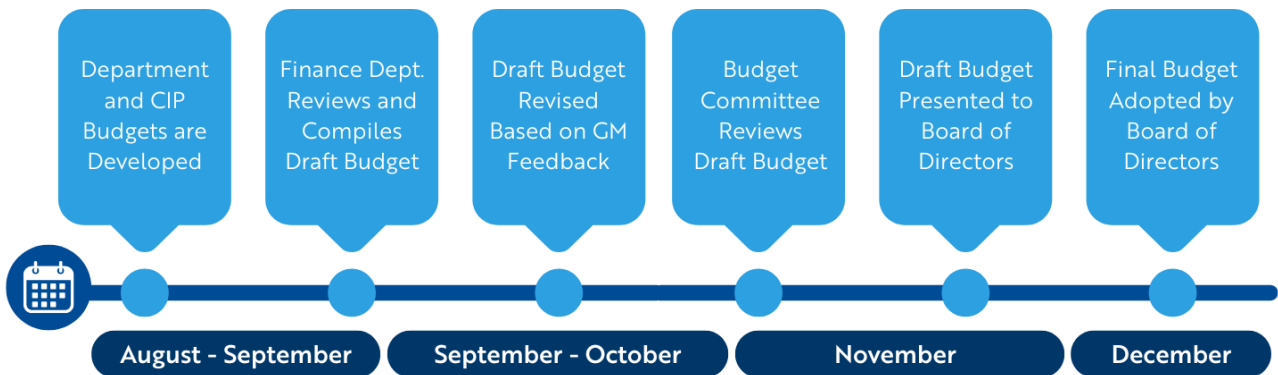 Department
and CIP
Budgets are
Developed
Finance Dept.
Reviews and
Compiles
Draft Budget
Draft Budget
Revised
Based on GM
Feedback
Budget
Committee
Reviews
Draft Budget
Draft Budget
Presented to
Board of
Directors
Final Budget
Adopted by
Board of
Directors
August - September
September - October
November
December